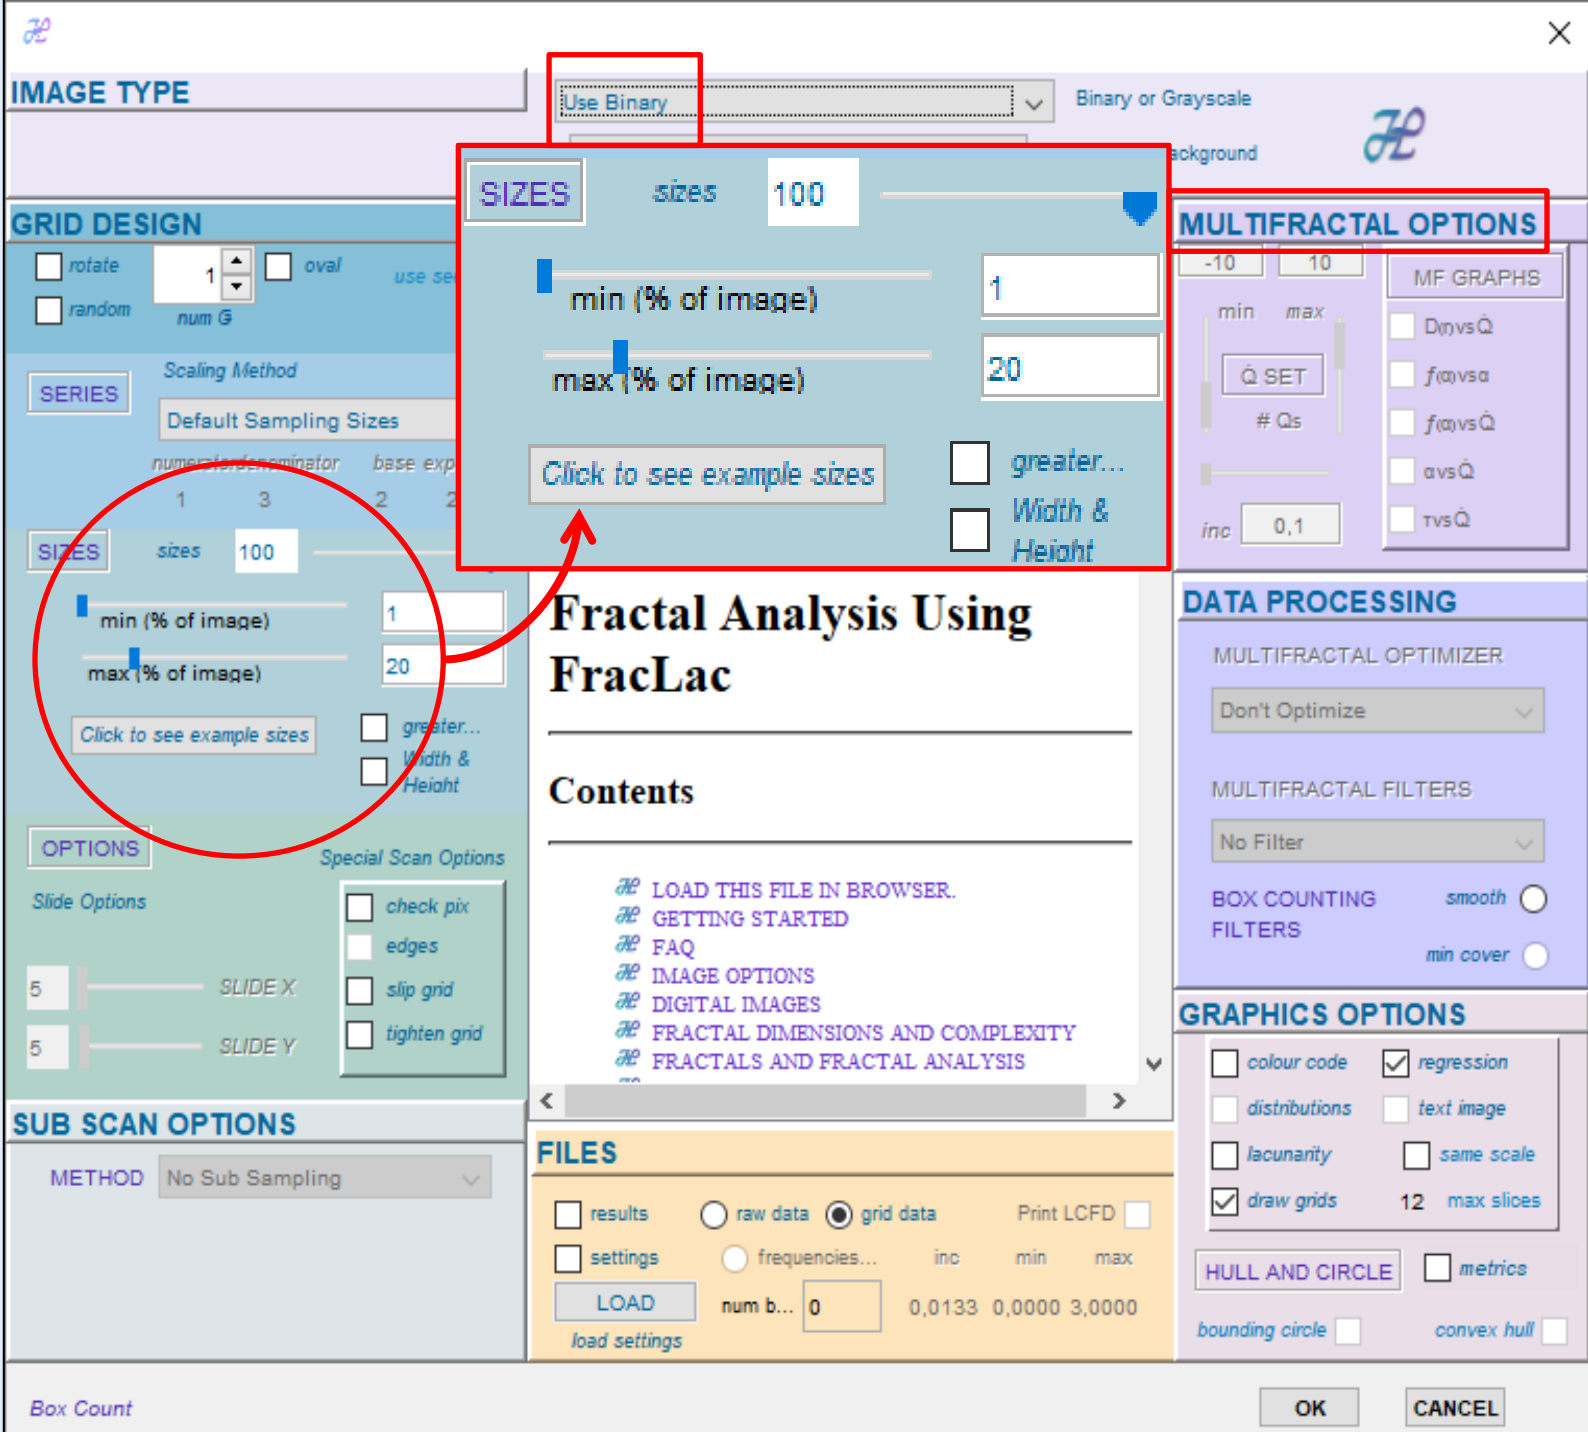 IMAGE TYPE
Use Binary
Binary or Grayscale
ackground
SIZES sizes 100
min (% of image) 1
max (% of image) 20
Click to see example sizes
greater...
Width &
Height
GRID DESIGN
rotate 1 oval use se
random num G
Scaling Method
SERIES
Default Sampling Sizes
numerator denominator base exp
1 3 2 2
SIZES sizes 100
min (% of image) 1
max (% of image) 20
Click to see example sizes
greater...
Width &
Height
OPTIONS
Special Scan Options
Slide Options
check pix
edges
5 SLIDE X
slip grid
5 SLIDE Y
tighten grid
SUB SCAN OPTIONS
METHOD No Sub Sampling
Fractal Analysis Using
FracLac
Contents
LOAD THIS FILE IN BROWSER.
GETTING STARTED
FAQ
IMAGE OPTIONS
DIGITAL IMAGES
FRACTAL DIMENSIONS AND COMPLEXITY
FRACTALS AND FRACTAL ANALYSIS
FILES
results raw data grid data Print LCFD
settings frequencies... inc min max
LOAD num b... 0 0,0133 0,0000 3,0000
load settings
MULTIFRACTAL OPTIONS
-10 10
MF GRAPHS
min max
D(η)vsQ̇
Q̇ SET
f(α)vsα
# Qs
f(α)vsQ̇
αvsQ̇
inc 0,1
τvsQ̇
DATA PROCESSING
MULTIFRACTAL OPTIMIZER
Don't Optimize
MULTIFRACTAL FILTERS
No Filter
BOX COUNTING
FILTERS
smooth
min cover
GRAPHICS OPTIONS
colour code regression
distributions text image
lacunarity same scale
draw grids 12 max slices
HULL AND CIRCLE metrics
bounding circle convex hull
Box Count
OK CANCEL